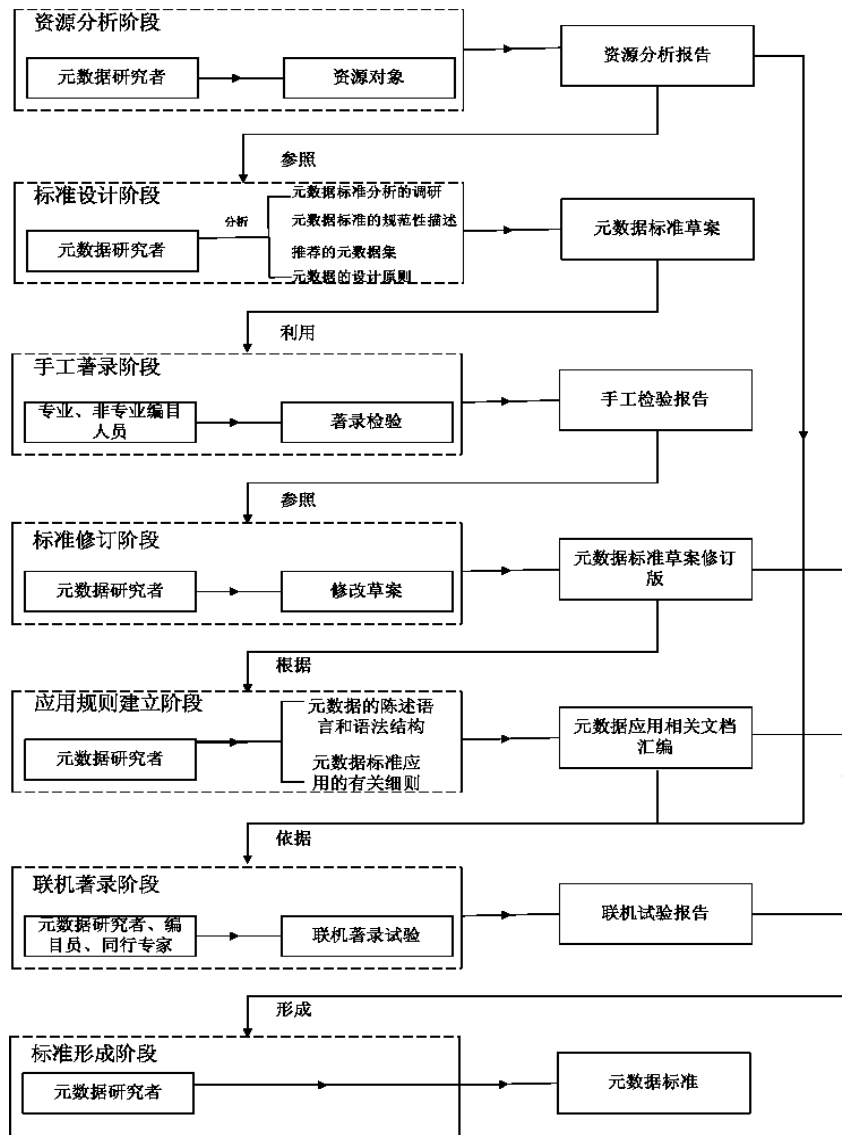 资源分析阶段
元数据研究者
资源对象
资源分析报告
参照
标准设计阶段
元数据研究者
分析
元数据标准分析的调研
元数据标准的规范性描述
推荐的元数据集
元数据的设计原则
元数据标准草案
利用
手工著录阶段
专业、非专业编目
人员
著录检验
手工检验报告
参照
标准修订阶段
元数据研究者
修改草案
元数据标准草案修订
版
根据
应用规则建立阶段
元数据研究者
元数据的陈述语
言和语法结构
元数据标准应
用的有关细则
元数据应用相关文档
汇编
依据
联机著录阶段
元数据研究者、编
目员、同行专家
联机著录试验
联机试验报告
形成
标准形成阶段
元数据研究者
元数据标准